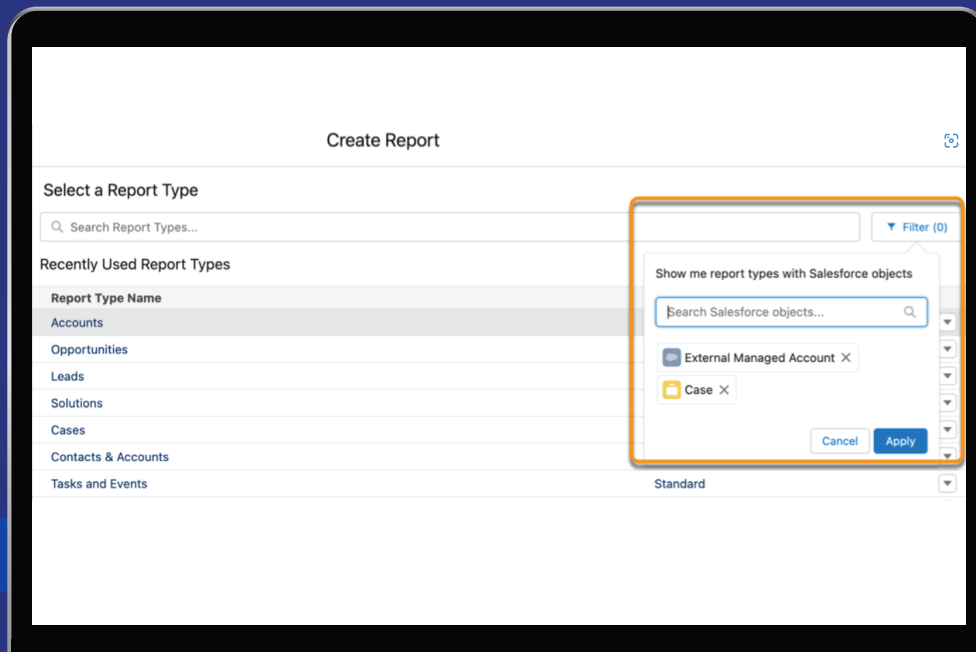 Create Report
Select a Report Type
Search Report Types...
Filter (0)
Recently Used Report Types
Show me report types with Salesforce objects
Report Type Name
Search Salesforce objects...
Accounts
Opportunities
External Managed Account
Leads
Case
Solutions
Cases
Cancel Apply
Contacts & Accounts
Tasks and Events Standard